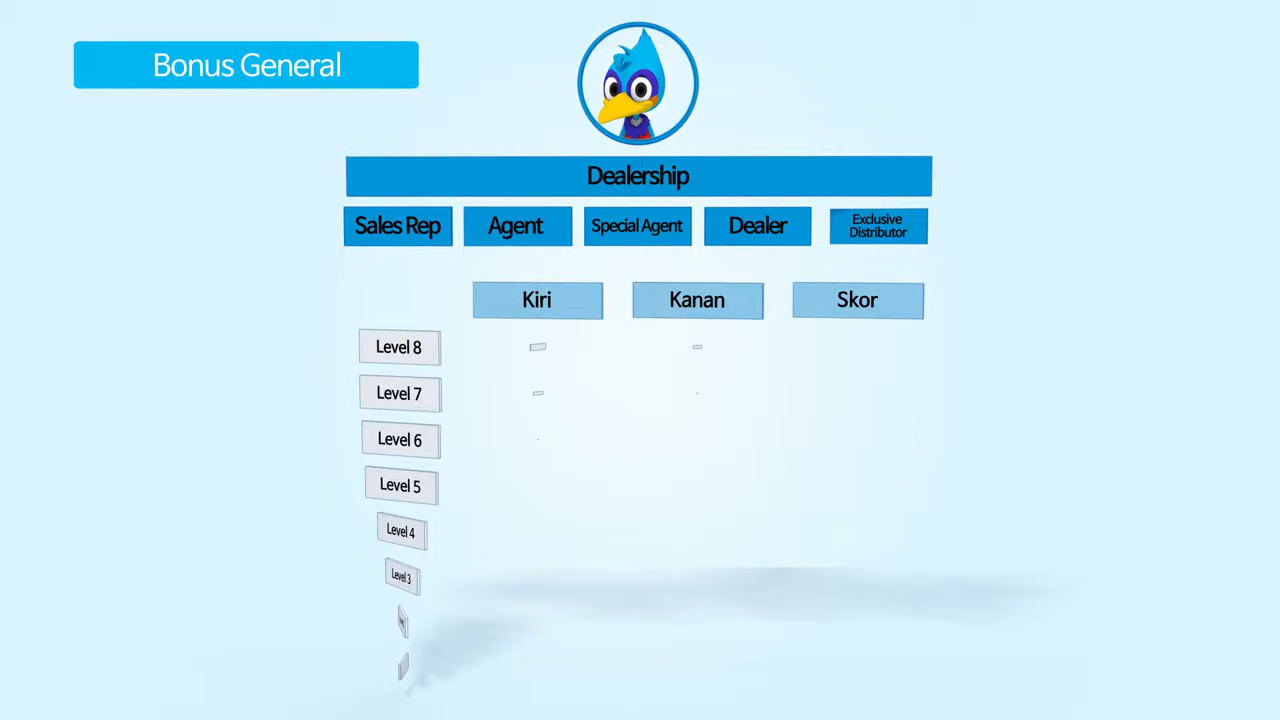 Bonus General
Dealership
Sales Rep
Agent
Special Agent
Dealer
Exclusive
Distributor
Kiri
Kanan
Skor
Level 8
Level 7
Level 6
Level 5
Level 4
Level 3